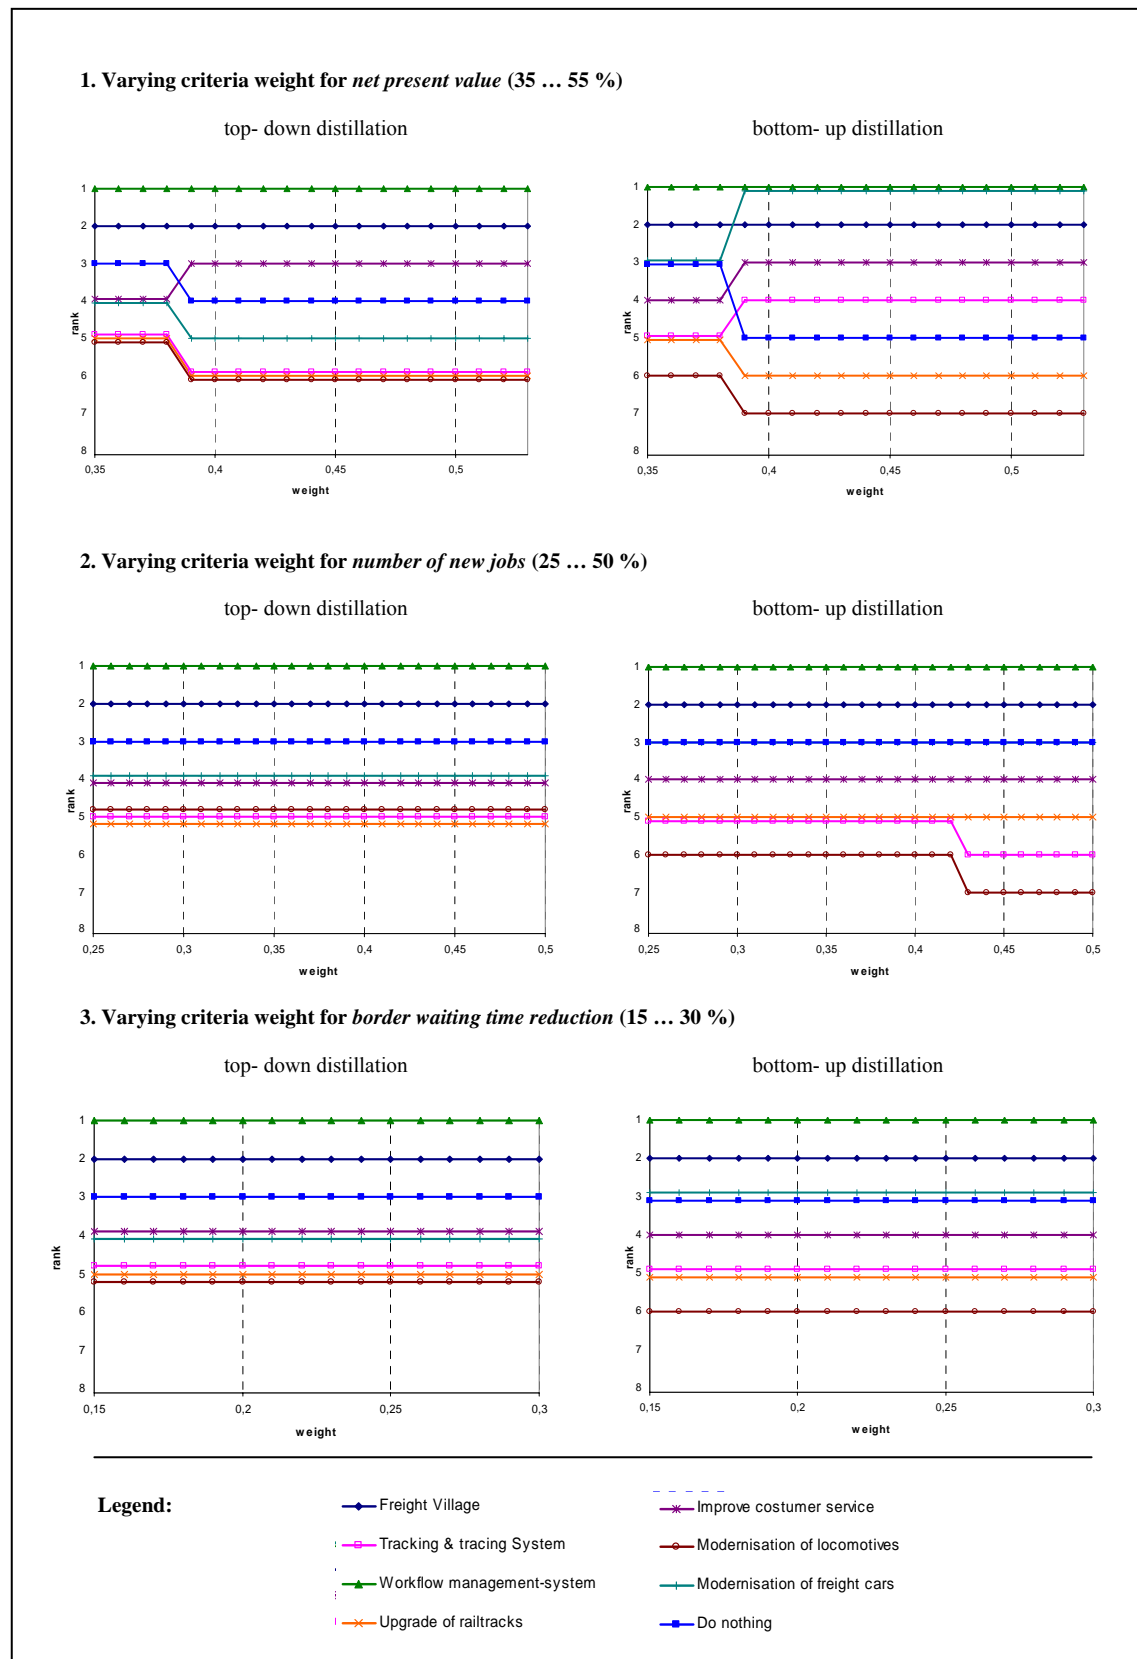 1. Varying criteria weight for net present value (35 … 55 %)
top- down distillation
bottom- up distillation
1
2
3
4
5
6
7
8
rank
0,35
0,4
0,45
0,5
weight
1
2
3
4
5
6
7
8
rank
0,35
0,4
0,45
0,5
weight
2. Varying criteria weight for number of new jobs (25 … 50 %)
top- down distillation
bottom- up distillation
1
2
3
4
5
6
7
8
rank
0,25
0,3
0,35
0,4
0,45
0,5
weight
1
2
3
4
5
6
7
8
rank
0,25
0,3
0,35
0,4
0,45
0,5
weight
3. Varying criteria weight for border waiting time reduction (15 … 30 %)
top- down distillation
bottom- up distillation
1
2
3
4
5
6
7
8
rank
0,15
0,2
0,25
0,3
weight
1
2
3
4
5
6
7
8
rank
0,15
0,2
0,25
0,3
weight
Legend:
Freight Village
Improve costumer service
Tracking & tracing System
Modernisation of locomotives
Workflow management-system
Modernisation of freight cars
Upgrade of railtracks
Do nothing